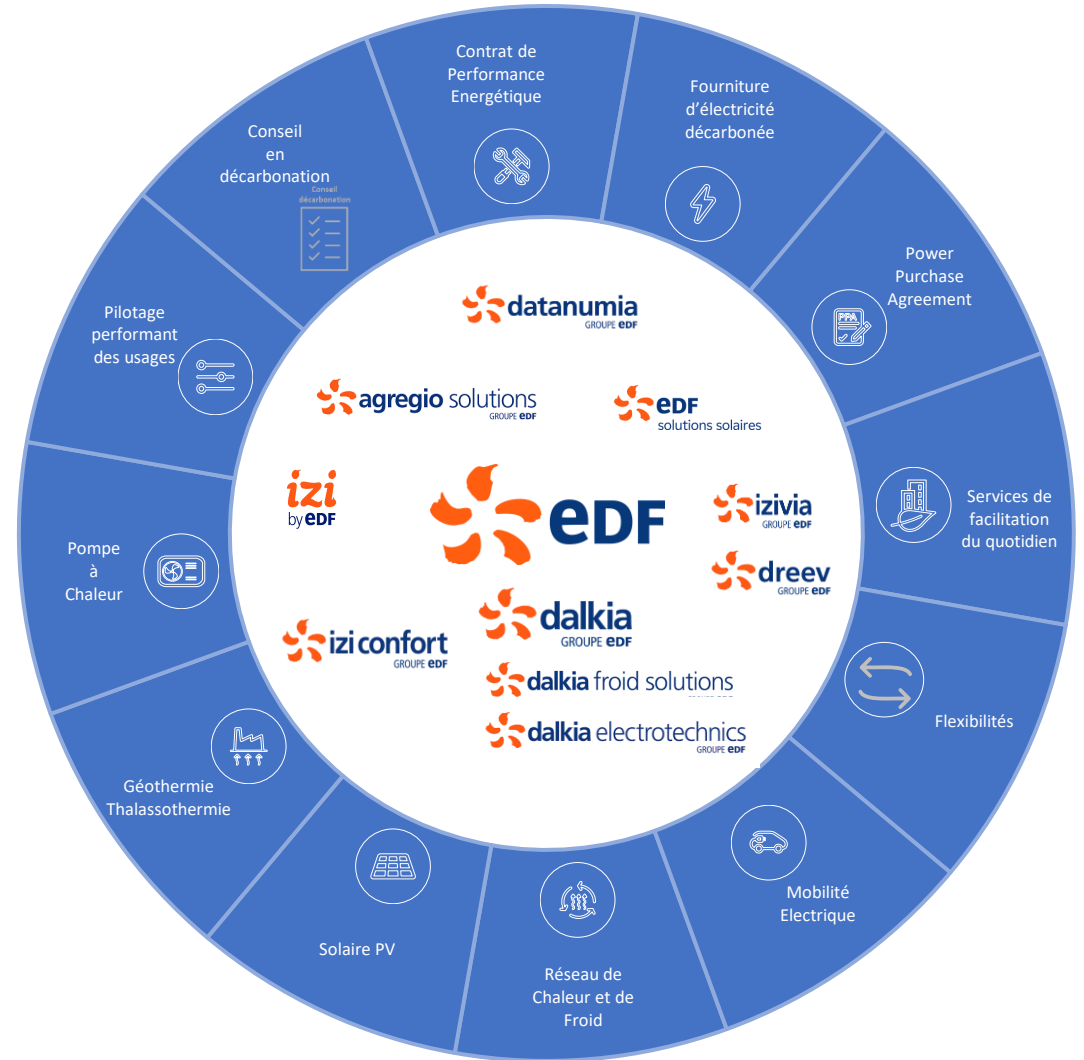 Contrat de
Performance
Energétique
Fourniture
d'électricité
décarbonée
Power
Purchase
Agreement
PPA
Services de
facilitation
du quotidien
Flexibilités
Mobilité
Electrique
Réseau de
Chaleur et de
Froid
Solaire PV
Géothermie
Thalassothermie
Pompe
à
Chaleur
Pilotage
performant
des usages
Conseil
en
décarbonation
Conseil
décarbonation
datanumia
GROUPE eDF
agregio solutions
GROUPE eDF
eDF
solutions solaires
izi
by eDF
eDF
izivia
GROUPE eDF
dreev
GROUPE eDF
dalkia
GROUPE eDF
izi confort
GROUPE eDF
dalkia froid solutions
dalkia electrotechnics
GROUPE eDF